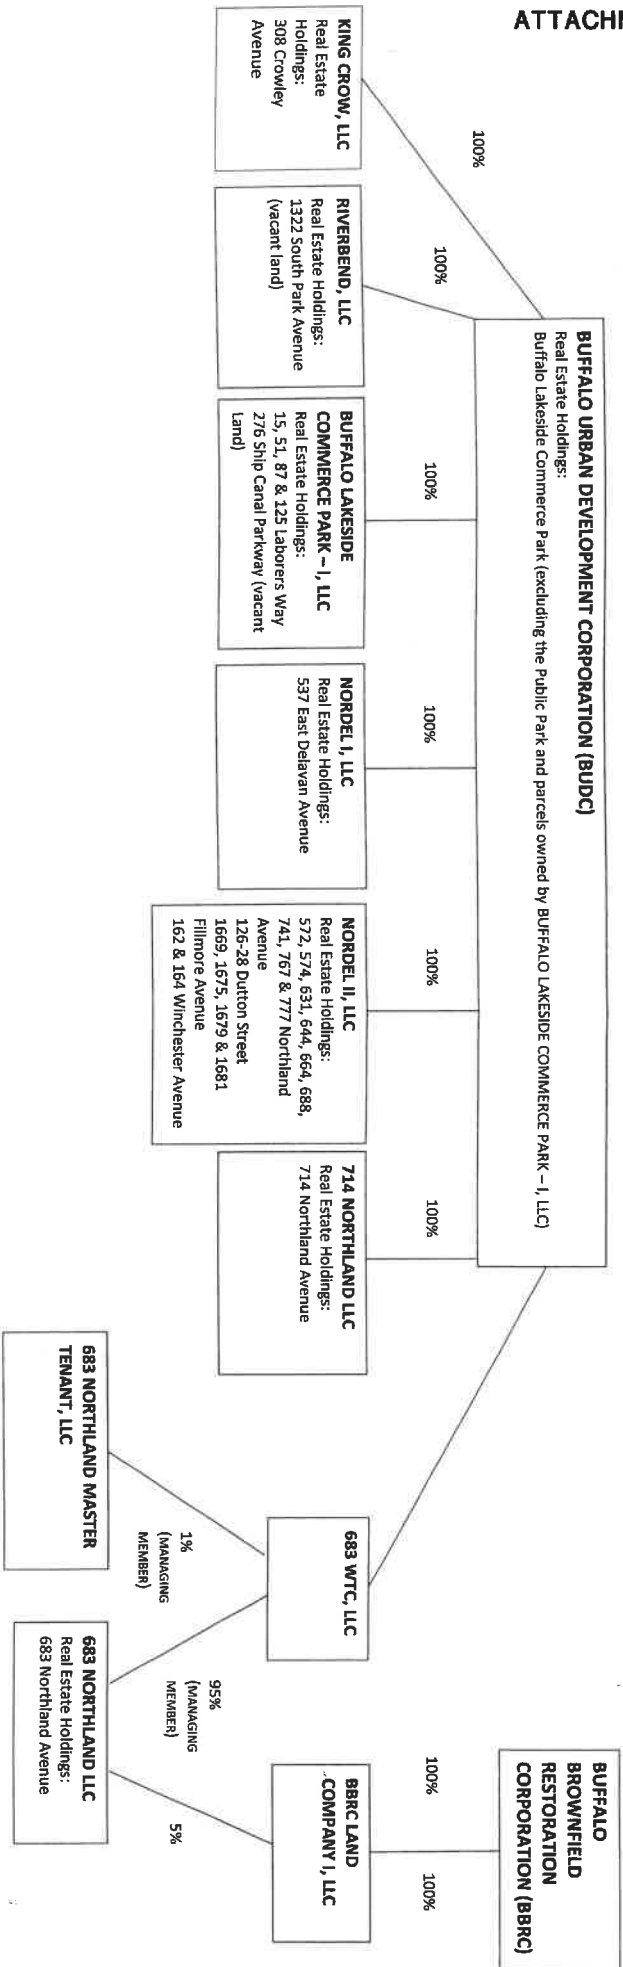 ATTACH
BUFFALO URBAN DEVELOPMENT CORPORATION (BUDC)
Real Estate Holdings:
Buffalo Lakeside Commerce Park (excluding the Public Park and parcels owned by BUFFALO LAKESIDE COMMERCE PARK – I, LLC)
BUFFALO
BROWNFIELD
RESTORATION
CORPORATION (BBRC)
100%
100%
100%
100%
100%
100%
100%
100%
KING CROW, LLC
Real Estate
Holdings:
308 Crowley
Avenue
RIVERBEND, LLC
Real Estate Holdings:
1322 South Park Avenue
(vacant land)
BUFFALO LAKESIDE
COMMERCE PARK – I, LLC
Real Estate Holdings:
15, 51, 87 & 125 Laborers Way
276 Ship Canal Parkway (vacant
Land)
NORDEL I, LLC
Real Estate Holdings:
537 East Delavan Avenue
NORDEL II, LLC
Real Estate Holdings:
572, 574, 631, 644, 664, 688,
741, 767 & 777 Northland
Avenue
126-28 Dutton Street
1669, 1675, 1679 & 1681
Fillmore Avenue
162 & 164 Winchester Avenue
714 NORTHLAND LLC
Real Estate Holdings:
714 Northland Avenue
683 WTC, LLC
BBRC LAND
COMPANY I, LLC
1%
(MANAGING
MEMBER)
95%
(MANAGING
MEMBER)
5%
683 NORTHLAND MASTER
TENANT, LLC
683 NORTHLAND LLC
Real Estate Holdings:
683 Northland Avenue